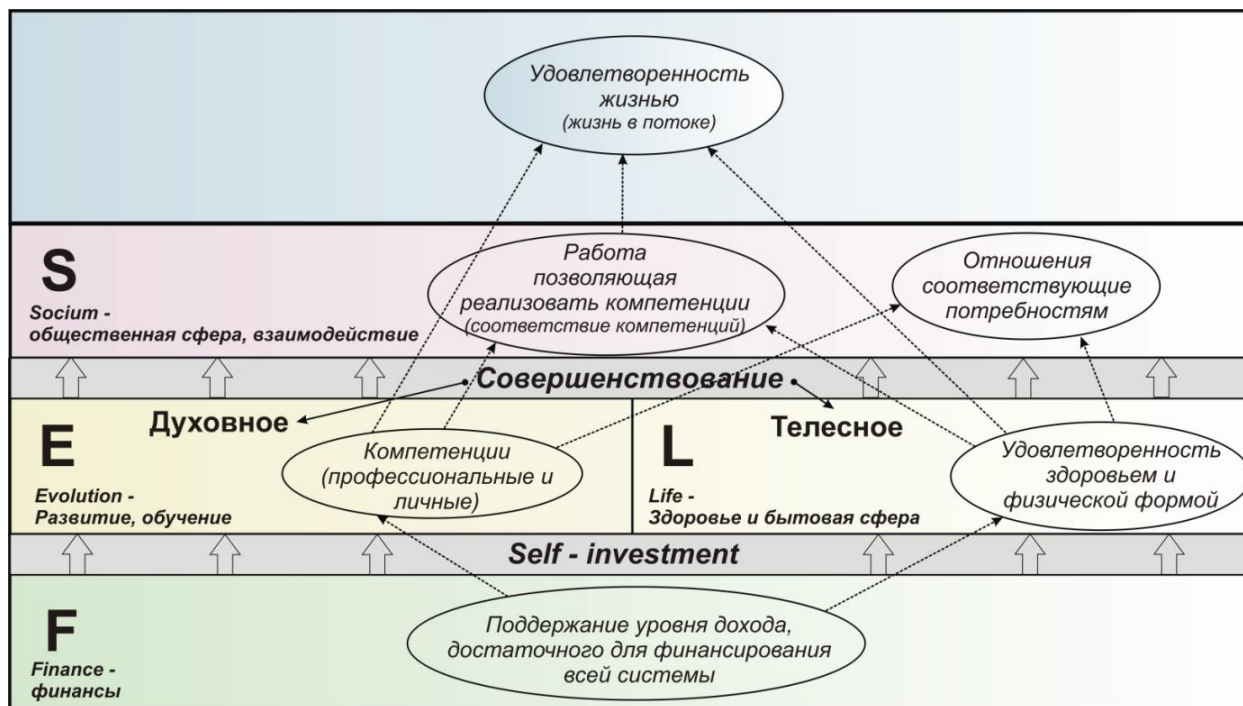 Удовлетворенность
жизнью
(жизнь в потоке)
S
Socium -
общественная сфера, взаимодействие
Работа
позволяющая
реализовать компетенции
(соответствие компетенций)
Отношения
соответствующие
потребностям
Совершенствование
Духовное
Телесное
E
Evolution -
Развитие, обучение
Компетенции
(профессиональные и
личные)
L
Life -
Здоровье и бытовая сфера
Удовлетворенность
здоровьем и
физической формой
Self - investment
F
Finance -
финансы
Поддержание уровня дохода,
достаточного для финансирования
всей системы